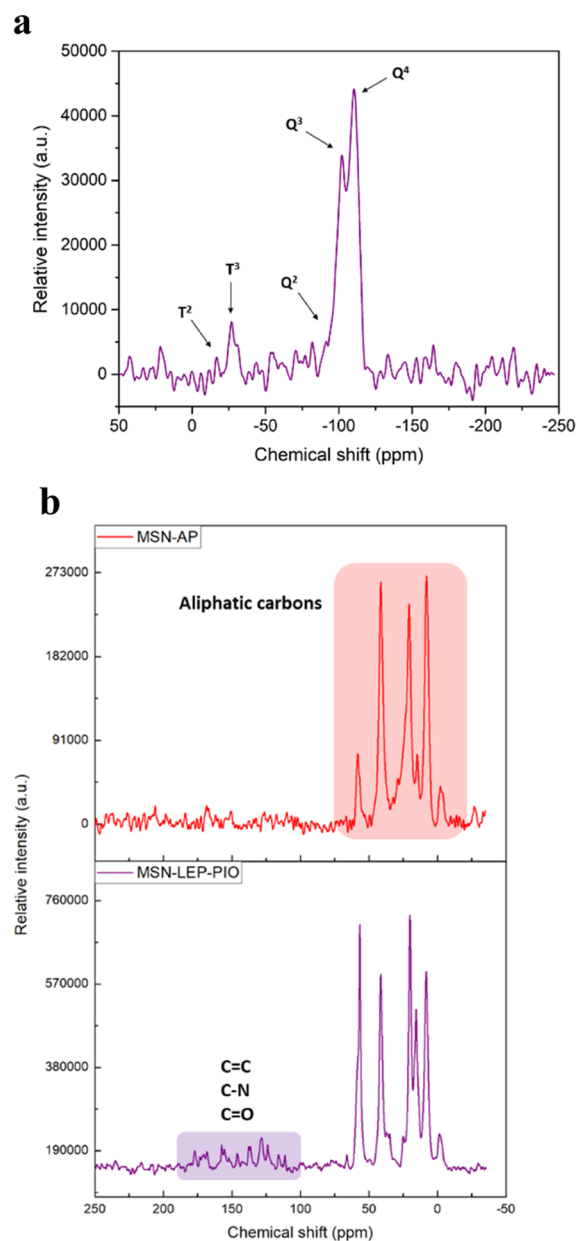 a
50000
40000
30000
20000
10000
0
Relative intensity (a.u.)
Q⁴
Q³
Q²
T³
T²
50 0 -50 -100 -150 -200 -250
Chemical shift (ppm)
b
MSN-AP
273000
182000
91000
0
Aliphatic carbons
Relative intensity (a.u.)
MSN-LEP-PIO
760000
570000
380000
190000
C=C
C-N
C=O
250 200 150 100 50 0 -50
Chemical shift (ppm)